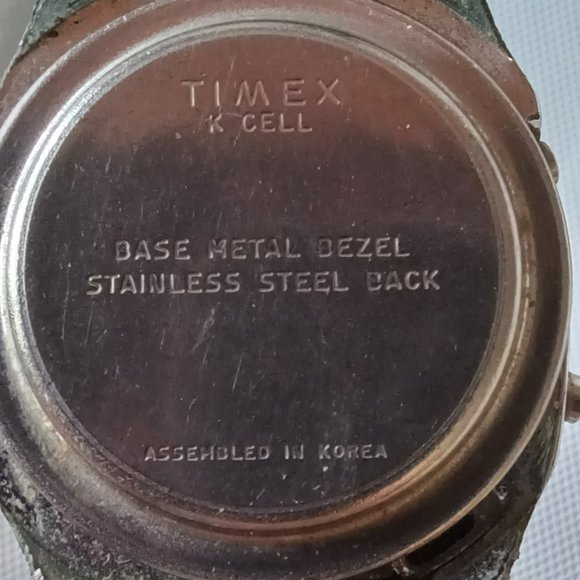 TIMEX
K CELL
BASE METAL BEZEL
STAINLESS STEEL BACK
ASSEMBLED IN KOREA